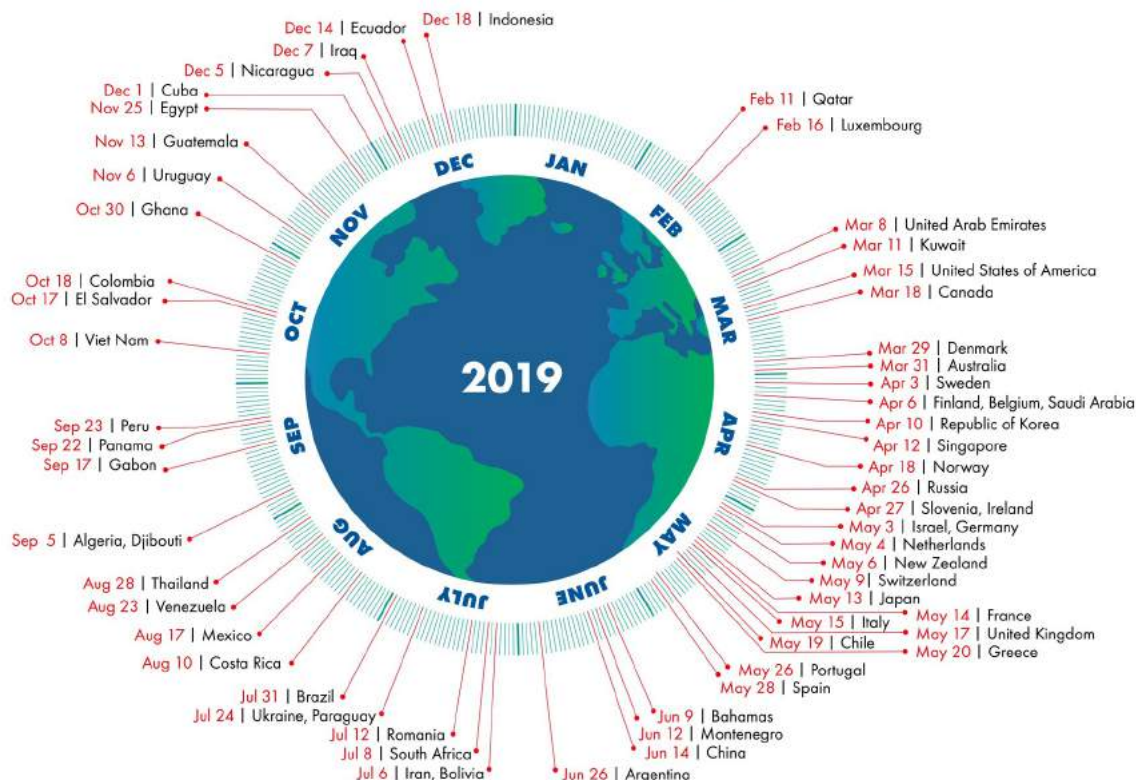 Dec 18 | Indonesia
Dec 14 | Ecuador
Dec 7 | Iraq
Dec 5 | Nicaragua
Dec 1 | Cuba
Nov 25 | Egypt
Nov 13 | Guatemala
Nov 6 | Uruguay
Oct 30 | Ghana
Oct 18 | Colombia
Oct 17 | El Salvador
Oct 8 | Viet Nam
Sep 23 | Peru
Sep 22 | Panama
Sep 17 | Gabon
Sep 5 | Algeria, Djibouti
Aug 28 | Thailand
Aug 23 | Venezuela
Aug 17 | Mexico
Aug 10 | Costa Rica
Jul 31 | Brazil
Jul 24 | Ukraine, Paraguay
Jul 12 | Romania
Jul 8 | South Africa
Jul 6 | Iran, Bolivia
Feb 11 | Qatar
Feb 16 | Luxembourg
Mar 8 | United Arab Emirates
Mar 11 | Kuwait
Mar 15 | United States of America
Mar 18 | Canada
Mar 29 | Denmark
Mar 31 | Australia
Apr 3 | Sweden
Apr 6 | Finland, Belgium, Saudi Arabia
Apr 10 | Republic of Korea
Apr 12 | Singapore
Apr 18 | Norway
Apr 26 | Russia
Apr 27 | Slovenia, Ireland
May 3 | Israel, Germany
May 4 | Netherlands
May 6 | New Zealand
May 9 | Switzerland
May 13 | Japan
May 14 | France
May 15 | Italy
May 17 | United Kingdom
May 19 | Chile
May 20 | Greece
May 26 | Portugal
May 28 | Spain
Jun 9 | Bahamas
Jun 12 | Montenegro
Jun 14 | China
Jun 26 | Argentina
JAN
FEB
MAR
APR
MAY
JUNE
JULY
AUG
SEP
OCT
NOV
DEC
2019